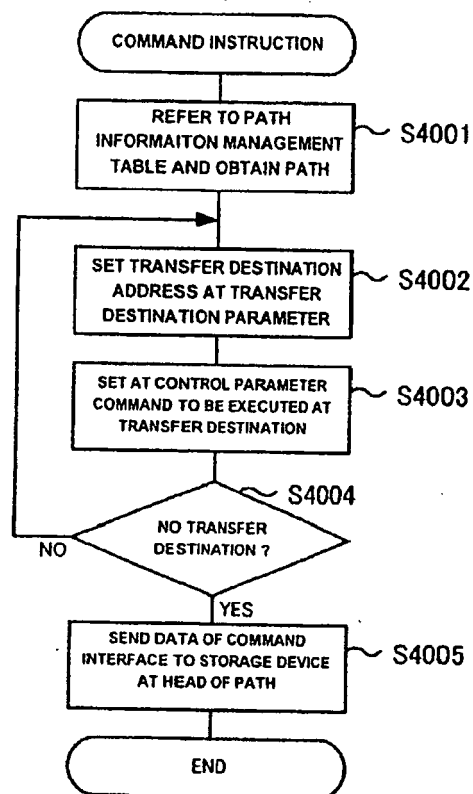 COMMAND INSTRUCTION
REFER TO PATH
INFORMAITON MANAGEMENT
TABLE AND OBTAIN PATH
S4001
SET TRANSFER DESTINATION
ADDRESS AT TRANSFER
DESTINATION PARAMETER
S4002
SET AT CONTROL PARAMETER
COMMAND TO BE EXECUTED AT
TRANSFER DESTINATION
S4003
S4004
NO TRANSFER
DESTINATION ?
NO
YES
SEND DATA OF COMMAND
INTERFACE TO STORAGE DEVICE
AT HEAD OF PATH
S4005
END